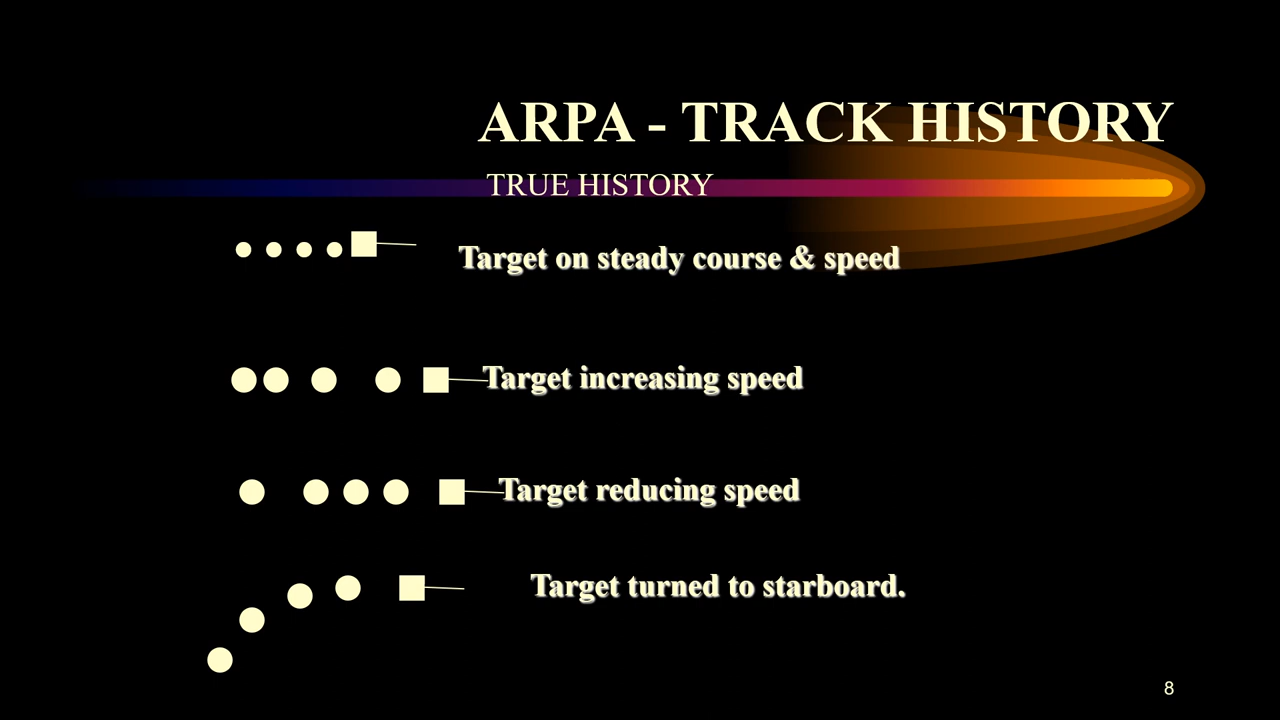 ARPA - TRACK HISTORY
TRUE HISTORY
Target on steady course & speed
Target increasing speed
Target reducing speed
Target turned to starboard.
8